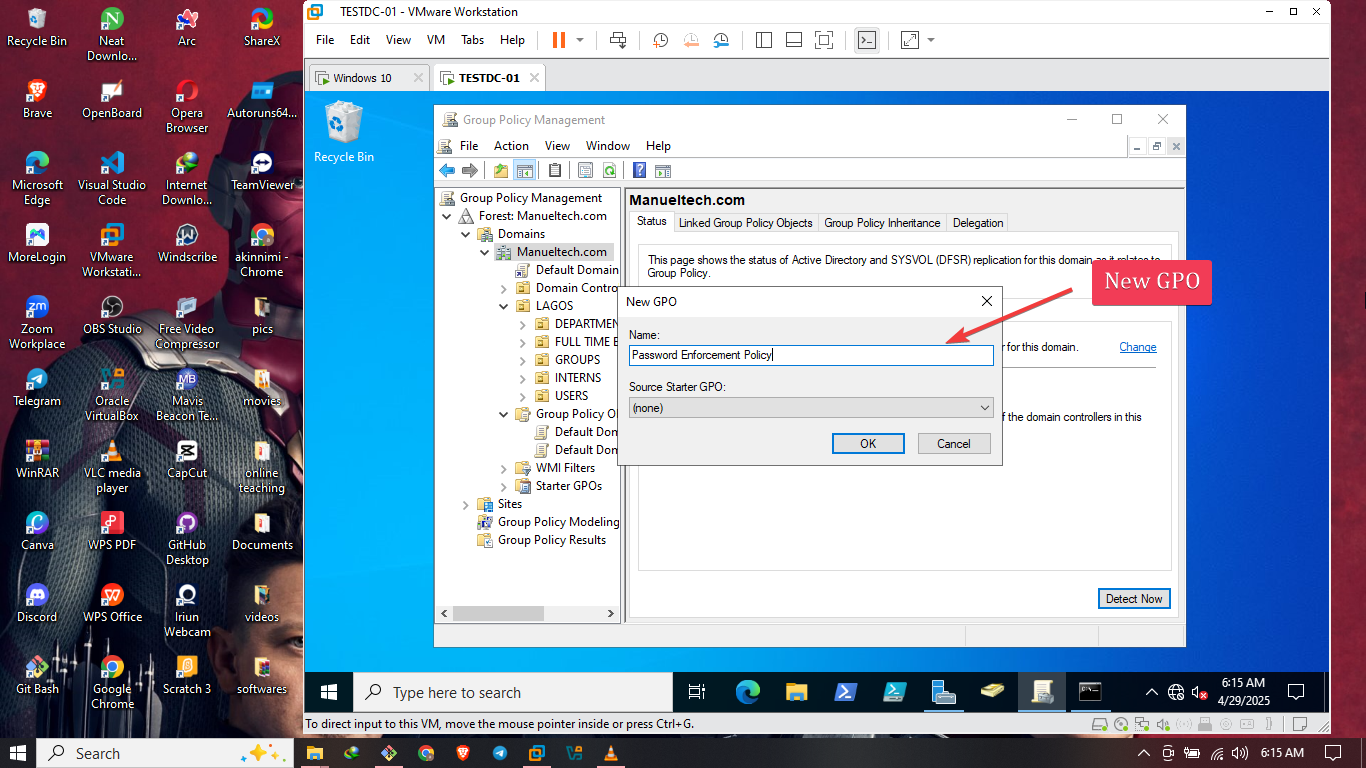 Recycle Bin
Neat
Downlo...
Arc
ShareX
Brave
OpenBoard
Opera
Browser
Autoruns64...
Microsoft
Edge
Visual Studio
Code
Internet
Downlo...
TeamViewer
MoreLogin
VMware
Workstati...
Windscribe
akinnimi -
Chrome
Zoom
Workplace
OBS Studio
Free Video
Compressor
pics
Telegram
Oracle
VirtualBox
Mavis
Beacon Te...
movies
WinRAR
VLC media
player
CapCut
online
teaching
Canva
WPS PDF
GitHub
Desktop
Documents
Discord
WPS Office
Iriun
Webcam
videos
Git Bash
Google
Chrome
Scratch 3
softwares
TESTDC-01 - VMware Workstation
File Edit View VM Tabs Help
Windows 10
TESTDC-01
Recycle Bin
Group Policy Management
File Action View Window Help
Group Policy Management
Forest: Manueltech.com
Domains
Manueltech.com
Default Domain
Domain Contro
LAGOS
DEPARTMEN
FULL TIME E
GROUPS
INTERNS
USERS
Group Policy Ob
Default Dom
Default Dom
WMI Filters
Starter GPOs
Sites
Group Policy Modeling
Group Policy Results
Manueltech.com
Status Linked Group Policy Objects Group Policy Inheritance Delegation
This page shows the status of Active Directory and SYSVOL (DFSR) replication for this domain as it relates to
Group Policy.
New GPO
New GPO
Name:
Password Enforcement Policy
r for this domain.
Change
Source Starter GPO:
(none)
f the domain controllers in this
OK
Cancel
Detect Now
Type here to search
6:15 AM
4/29/2025
To direct input to this VM, move the mouse pointer inside or press Ctrl+G.
Search
6:15 AM